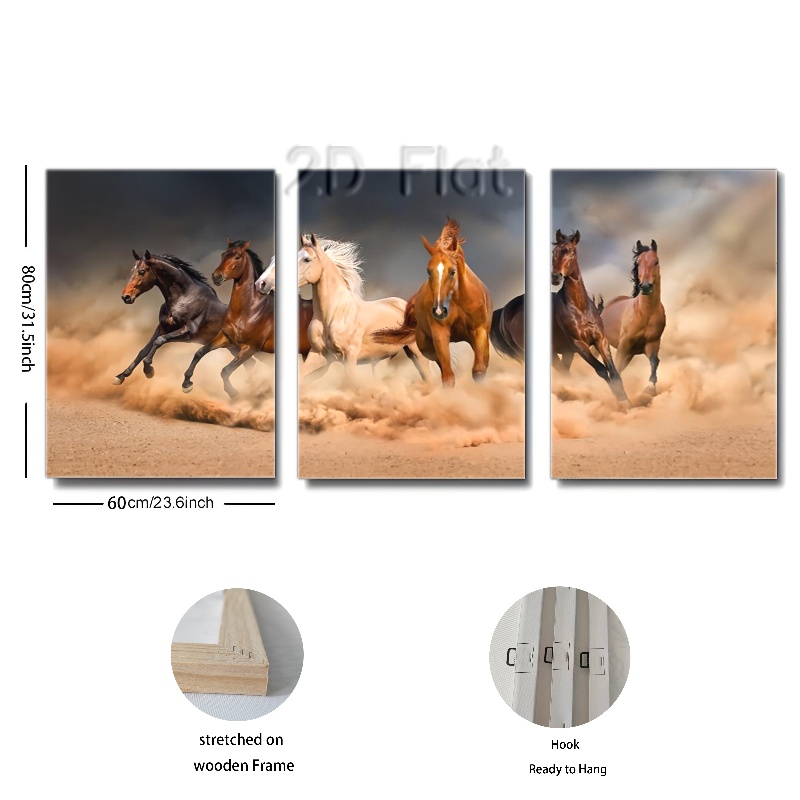 2D Flat
80cm/31.5inch
60cm/23.6inch
stretched on
wooden Frame
Hook
Ready to Hang